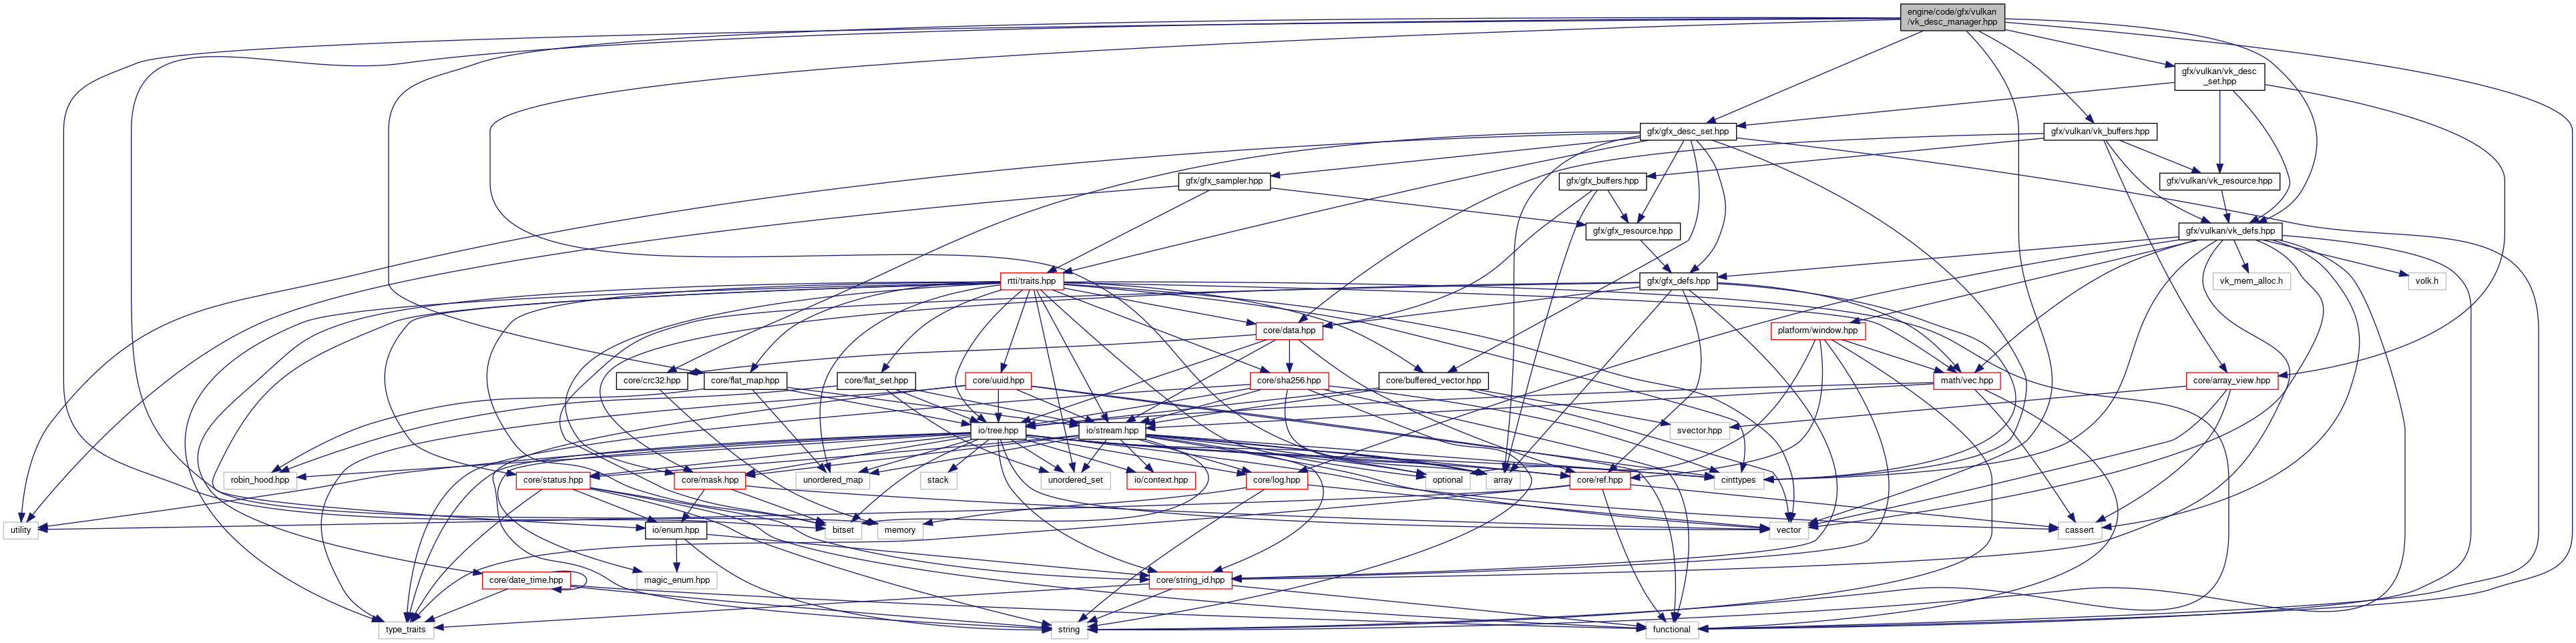 engine/code/gfx/vulkan
/vk_desc_manager.hpp
gfx/vulkan/vk_desc
_set.hpp
gfx/gfx_desc_set.hpp
gfx/vulkan/vk_buffers.hpp
gfx/gfx_sampler.hpp
gfx/gfx_buffers.hpp
gfx/vulkan/vk_resource.hpp
gfx/gfx_resource.hpp
gfx/vulkan/vk_defs.hpp
rtti/traits.hpp
gfx/gfx_defs.hpp
vk_mem_alloc.h
volk.h
core/data.hpp
platform/window.hpp
core/crc32.hpp
core/flat_map.hpp
core/flat_set.hpp
core/uuid.hpp
core/sha256.hpp
core/buffered_vector.hpp
math/vec.hpp
core/array_view.hpp
io/tree.hpp
io/stream.hpp
svector.hpp
robin_hood.hpp
core/status.hpp
core/mask.hpp
unordered_map
stack
unordered_set
io/context.hpp
core/log.hpp
optional
array
core/ref.hpp
cinttypes
utility
io/enum.hpp
bitset
memory
vector
cassert
core/date_time.hpp
magic_enum.hpp
core/string_id.hpp
type_traits
string
functional